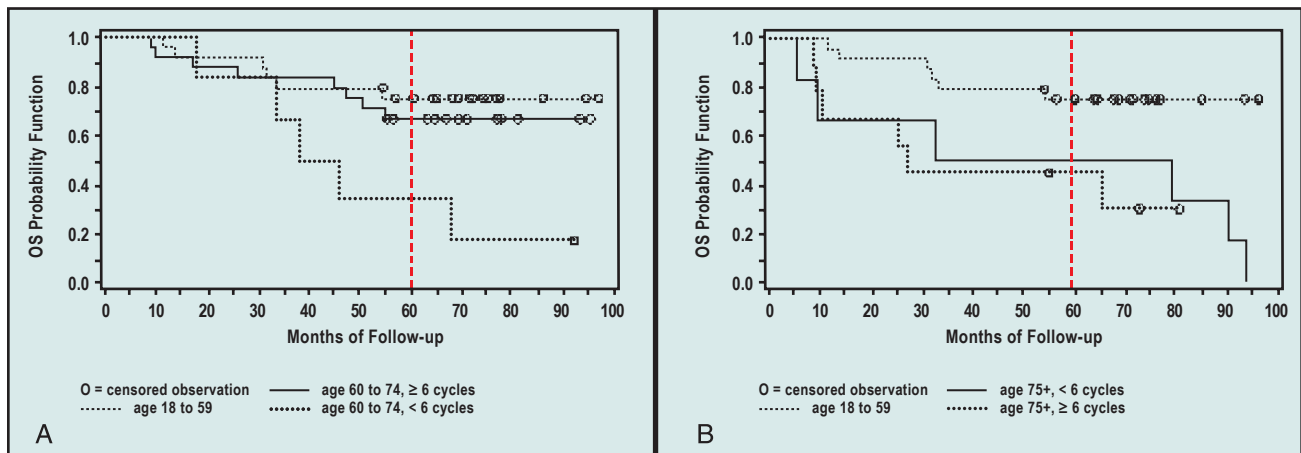 1.0
0.8
0.6
0.4
0.2
0.0
OS Probability Function
0 10 20 30 40 50 60 70 80 90 100
Months of Follow-up
O = censored observation
age 60 to 74, ≥ 6 cycles
age 18 to 59
age 60 to 74, < 6 cycles
A
1.0
0.8
0.6
0.4
0.2
0.0
OS Probability Function
0 10 20 30 40 50 60 70 80 90 100
Months of Follow-up
O = censored observation
age 75+, < 6 cycles
age 18 to 59
age 75+, ≥ 6 cycles
B